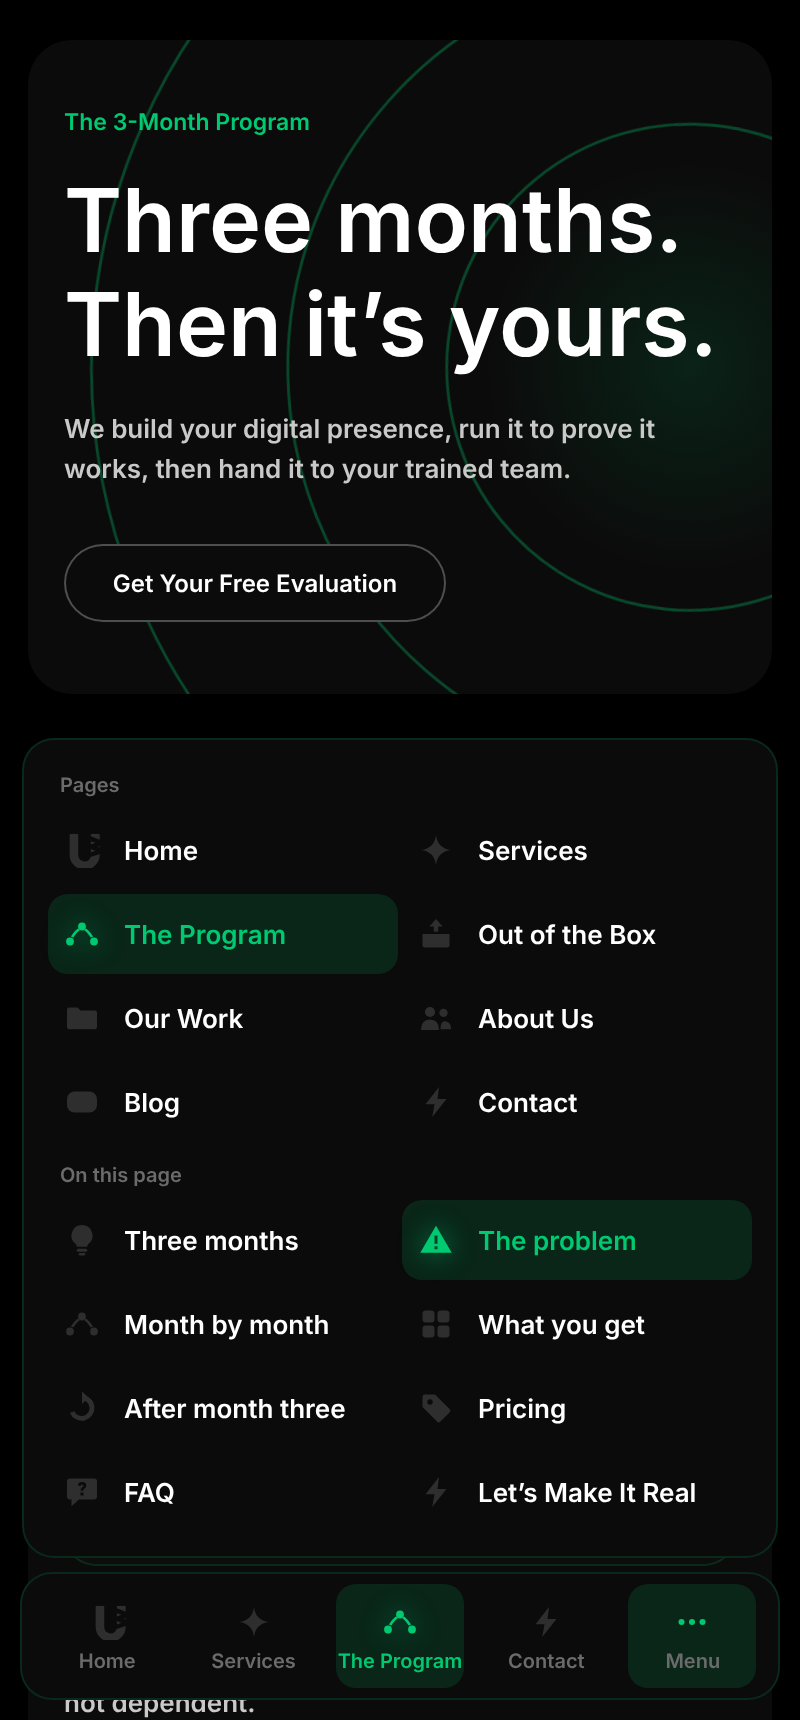 The 3-Month Program
Three months.
Then it’s yours.
We build your digital presence, run it to prove it
works, then hand it to your trained team.
Get Your Free Evaluation
Pages
Home
Services
The Program
Out of the Box
Our Work
About Us
Blog
Contact
On this page
Three months
The problem
Month by month
What you get
After month three
Pricing
FAQ
Let’s Make It Real
Home
Services
The Program
Contact
Menu
not dependent.